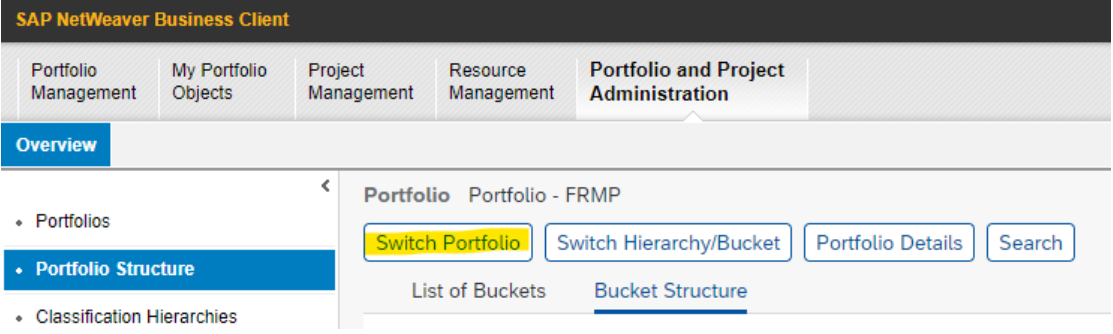 SAP NetWeaver Business Client
Portfolio Management
My Portfolio Objects
Project Management
Resource Management
Portfolio and Project Administration
Overview
Portfolios
Portfolio Structure
Classification Hierarchies
Portfolio Portfolio - FRMP
Switch Portfolio Switch Hierarchy/Bucket Portfolio Details Search
List of Buckets Bucket Structure